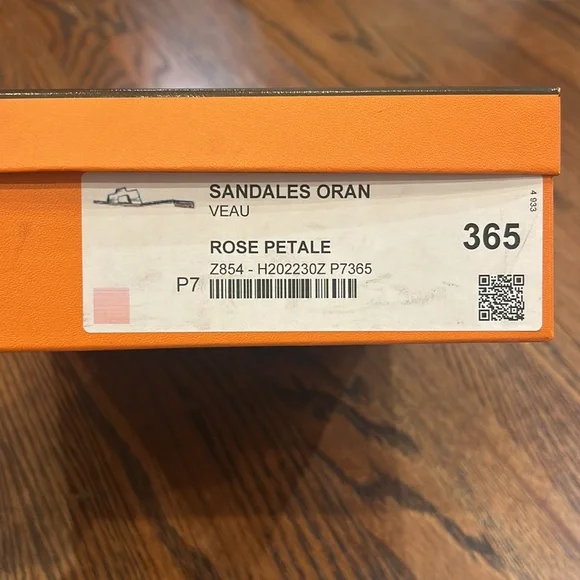 SANDALES ORAN
VEAU
ROSE PETALE
Z854 - H202230Z P7365
P7
365
4 933